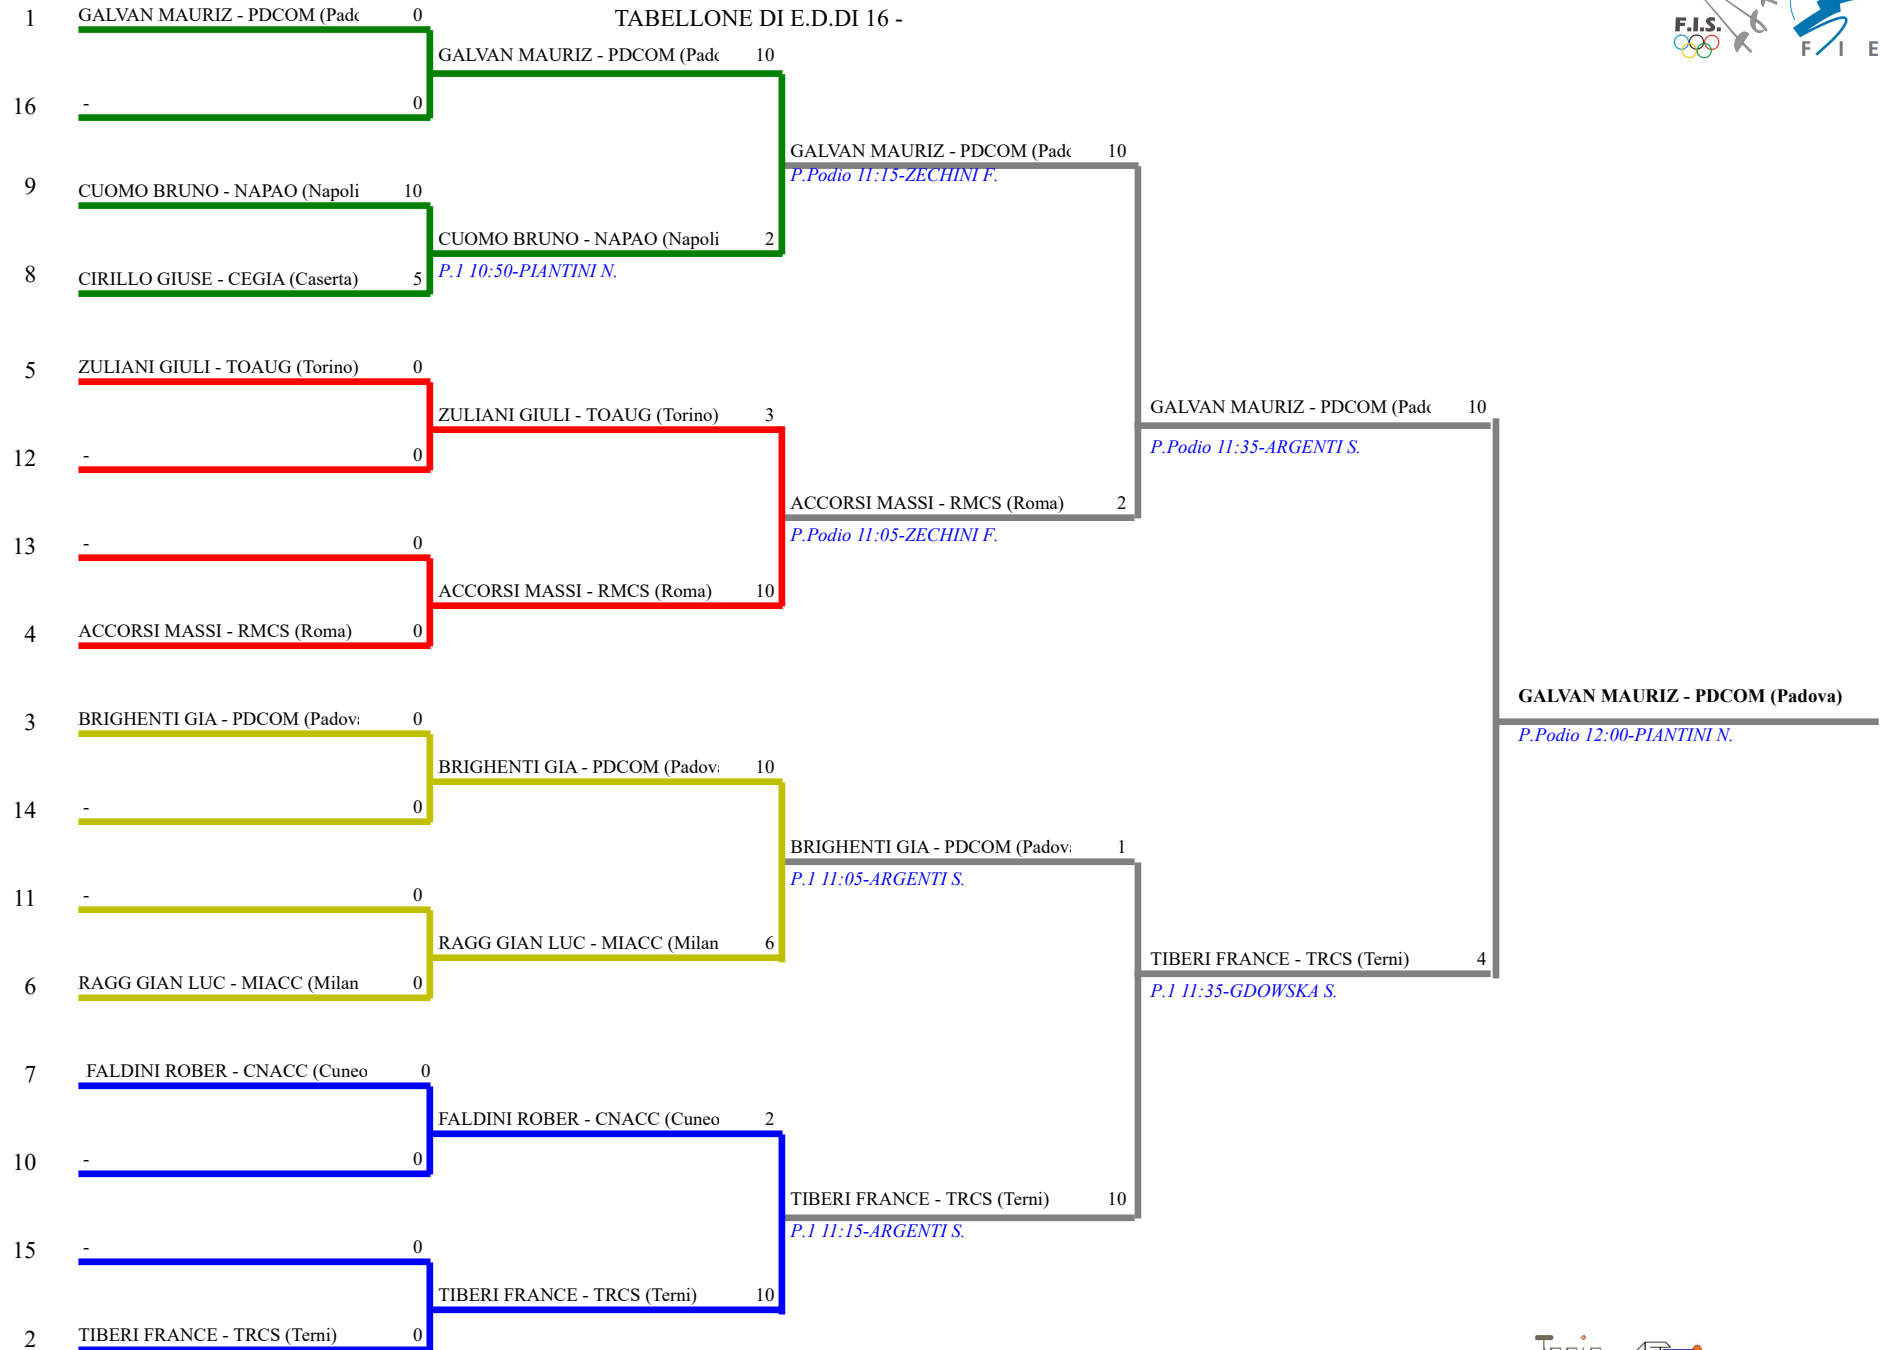 TABELLONE DI E.D.DI 16 -
F.I.S.
F I E
1 GALVAN MAURIZ - PDCOM (Pado 0
GALVAN MAURIZ - PDCOM (Pado 10
16 - 0
GALVAN MAURIZ - PDCOM (Pado 10
P.Podio 11:15-ZECHINI F.
9 CUOMO BRUNO - NAPAO (Napoli 10
CUOMO BRUNO - NAPAO (Napoli 2
P.1 10:50-PIANTINI N.
8 CIRILLO GIUSE - CEGIA (Caserta) 5
5 ZULIANI GIULI - TOAUG (Torino) 0
ZULIANI GIULI - TOAUG (Torino) 3
GALVAN MAURIZ - PDCOM (Pado 10
P.Podio 11:35-ARGENTI S.
12 - 0
ACCORSI MASSI - RMCS (Roma) 2
P.Podio 11:05-ZECHINI F.
13 - 0
ACCORSI MASSI - RMCS (Roma) 10
4 ACCORSI MASSI - RMCS (Roma) 0
GALVAN MAURIZ - PDCOM (Padova)
P.Podio 12:00-PIANTINI N.
3 BRIGHENTI GIA - PDCOM (Padova 0
BRIGHENTI GIA - PDCOM (Padova 10
14 - 0
BRIGHENTI GIA - PDCOM (Padova 1
P.1 11:05-ARGENTI S.
11 - 0
RAGG GIAN LUC - MIACC (Milan 6
TIBERI FRANCE - TRCS (Terni) 4
P.1 11:35-GDOWSKA S.
6 RAGG GIAN LUC - MIACC (Milan 0
7 FALDINI ROBER - CNACC (Cuneo 0
FALDINI ROBER - CNACC (Cuneo 2
10 - 0
TIBERI FRANCE - TRCS (Terni) 10
P.1 11:15-ARGENTI S.
15 - 0
TIBERI FRANCE - TRCS (Terni) 10
2 TIBERI FRANCE - TRCS (Terni) 0